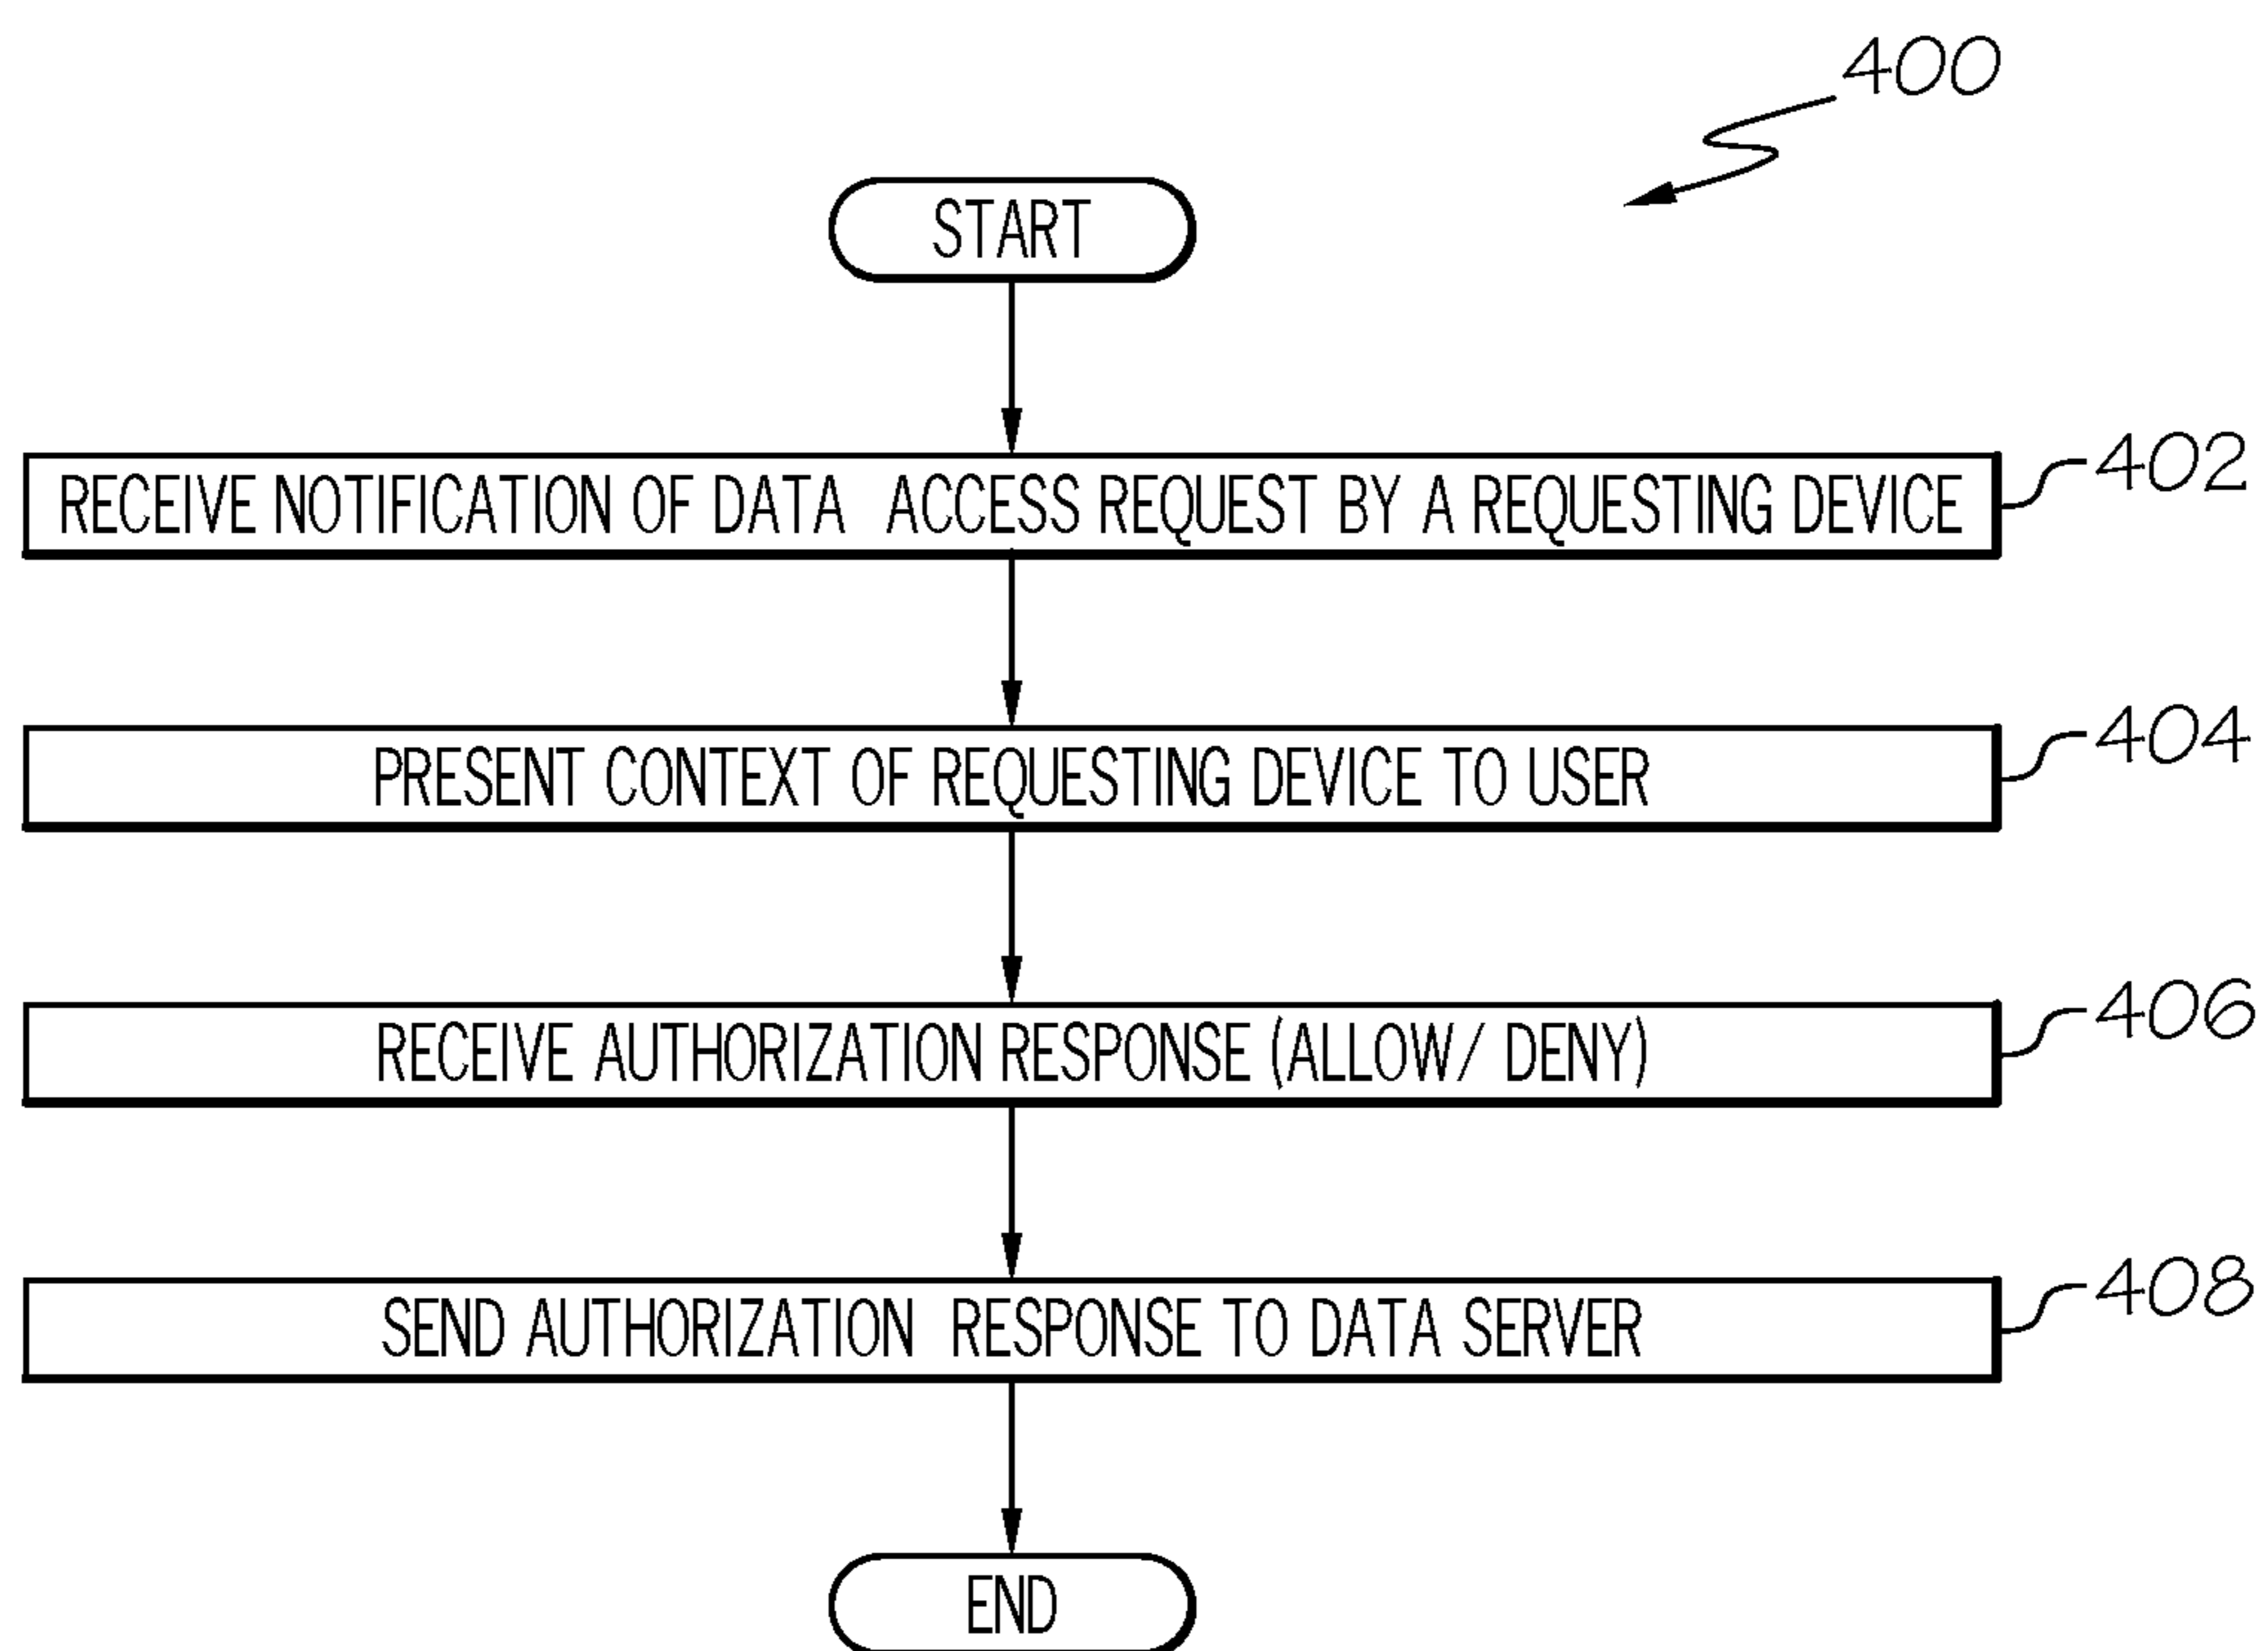 400
START
RECEIVE NOTIFICATION OF DATA ACCESS REQUEST BY A REQUESTING DEVICE
402
PRESENT CONTEXT OF REQUESTING DEVICE TO USER
404
RECEIVE AUTHORIZATION RESPONSE (ALLOW/ DENY)
406
SEND AUTHORIZATION RESPONSE TO DATA SERVER
408
END